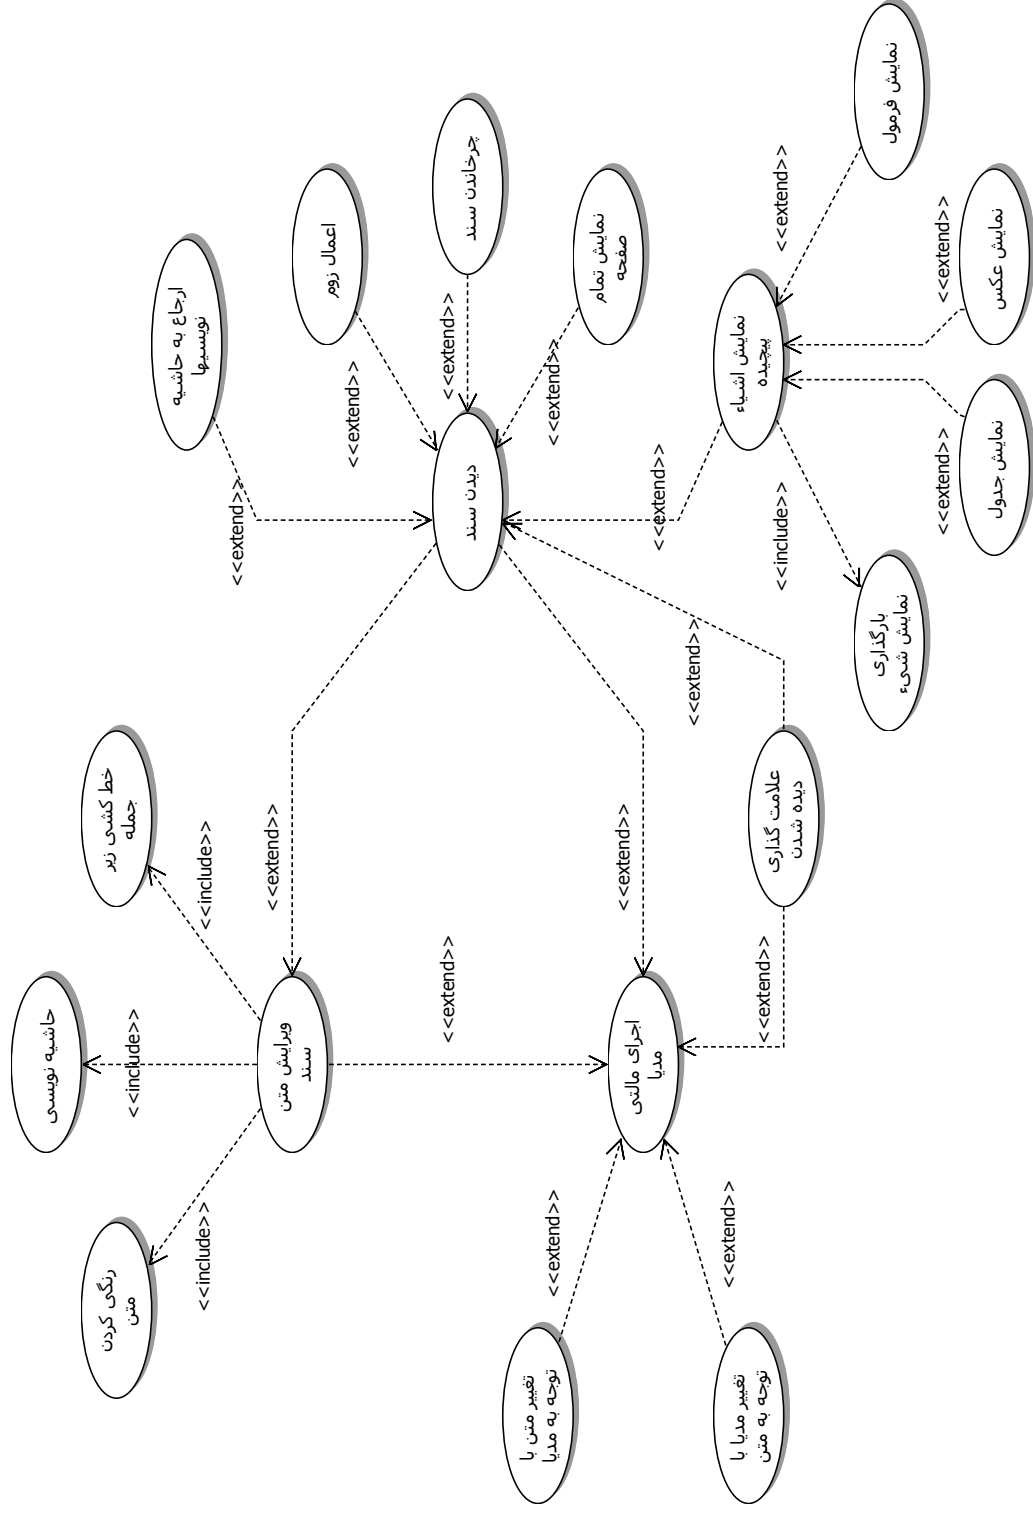 حاشیه نویسی
خط کشی زیر
جمله
رنگی کردن
متن
<<include>>
ارجاع به حاشیه
نویسیها
<<include>>
<<include>>
<<extend>>
<<extend>>
ویرایش متن
سند
اعمال زوم
<<extend>>
<<extend>>
<<extend>>
چرخاندن سند
دیدن سند
تغییر متن با
توجه به مدیا
<<extend>>
<<extend>>
نمایش تمام
صفحه
<<extend>>
اجرای مالتی
مدیا
<<extend>>
<<extend>>
<<extend>>
نمایش اشیاء
پیچیده
تغییر مدیا با
توجه به متن
<<extend>>
<<extend>>
<<include>>
علامت گذاری
دیده شدن
نمایش فرمول
بارگذاری
نمایش شیء
<<extend>>
<<extend>>
نمایش عکس
نمایش جدول